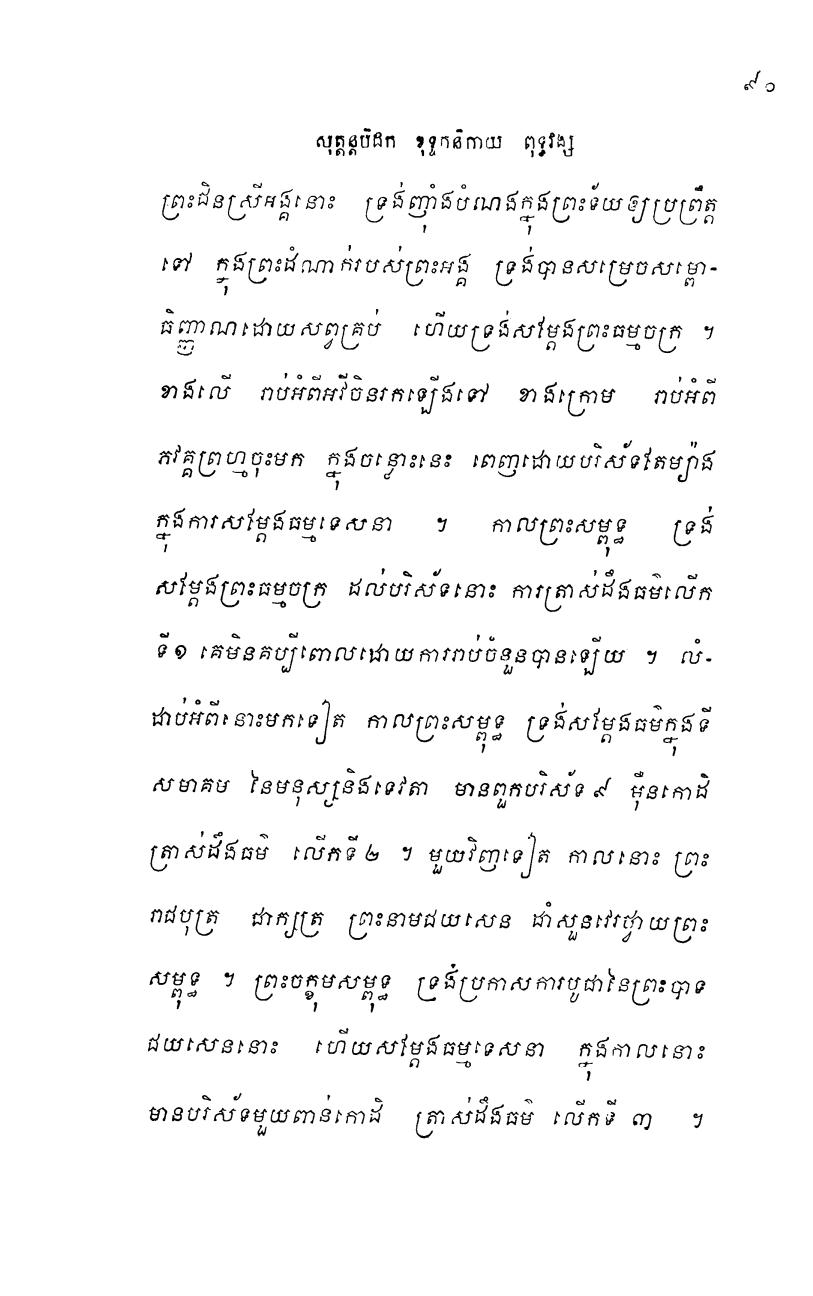 ៩១
សុត្តន្តបិដក ខុទ្ទកនិកាយ ពុទ្ធវង្ស
ព្រះជិនស្រីអង្គនោះ ទ្រង់ញ៉ាំងបំណងក្នុងព្រះទ័យឲ្យប្រព្រឹត្ត
ទៅ ក្នុងព្រះដំណាក់របស់ព្រះអង្គ ទ្រង់បានសម្រេចសម្ពោ-
ធិញ្ញាណដោយសព្វគ្រប់ ហើយទ្រង់សម្ដែងព្រះធម្មចក្រ ។
ខាងលើ រាប់អំពីអវីចិនរកឡើងទៅ ខាងក្រោម រាប់អំពី
ភវគ្គព្រហ្មចុះមក ក្នុងចន្លោះនេះ ពេញដោយបរិស័ទតែម្យ៉ាង
ក្នុងការសម្ដែងធម្មទេសនា ។ កាលព្រះសម្ពុទ្ធ ទ្រង់
សម្ដែងព្រះធម្មចក្រ ដល់បរិស័ទនោះ ការត្រាស់ដឹងធម៌លើក
ទី១ គេមិនគប្បីពោលដោយការរាប់ចំនួនបានឡើយ ។ លំ-
ដាប់អំពីនោះមកទៀត កាលព្រះសម្ពុទ្ធ ទ្រង់សម្ដែងធម៌ក្នុងទី
សមាគម នៃមនុស្សនិងទេវតា មានពួកបរិស័ទ ៩ ម៉ឺនកោដិ
ត្រាស់ដឹងធម៌ លើកទី ២ ។ មួយវិញទៀត កាលនោះ ព្រះ
រាជបុត្រ ជាក្សត្រ ព្រះនាមជយសេន ដាំសួនវេរថ្វាយព្រះ
សម្ពុទ្ធ ។ ព្រះចក្ខុមសម្ពុទ្ធ ទ្រង់ប្រកាសការបូជានៃព្រះបាទ
ជយសេននោះ ហើយសម្ដែងធម្មទេសនា ក្នុងកាលនោះ
មានបរិស័ទមួយពាន់កោដិ ត្រាស់ដឹងធម៌ លើកទី ៣ ។